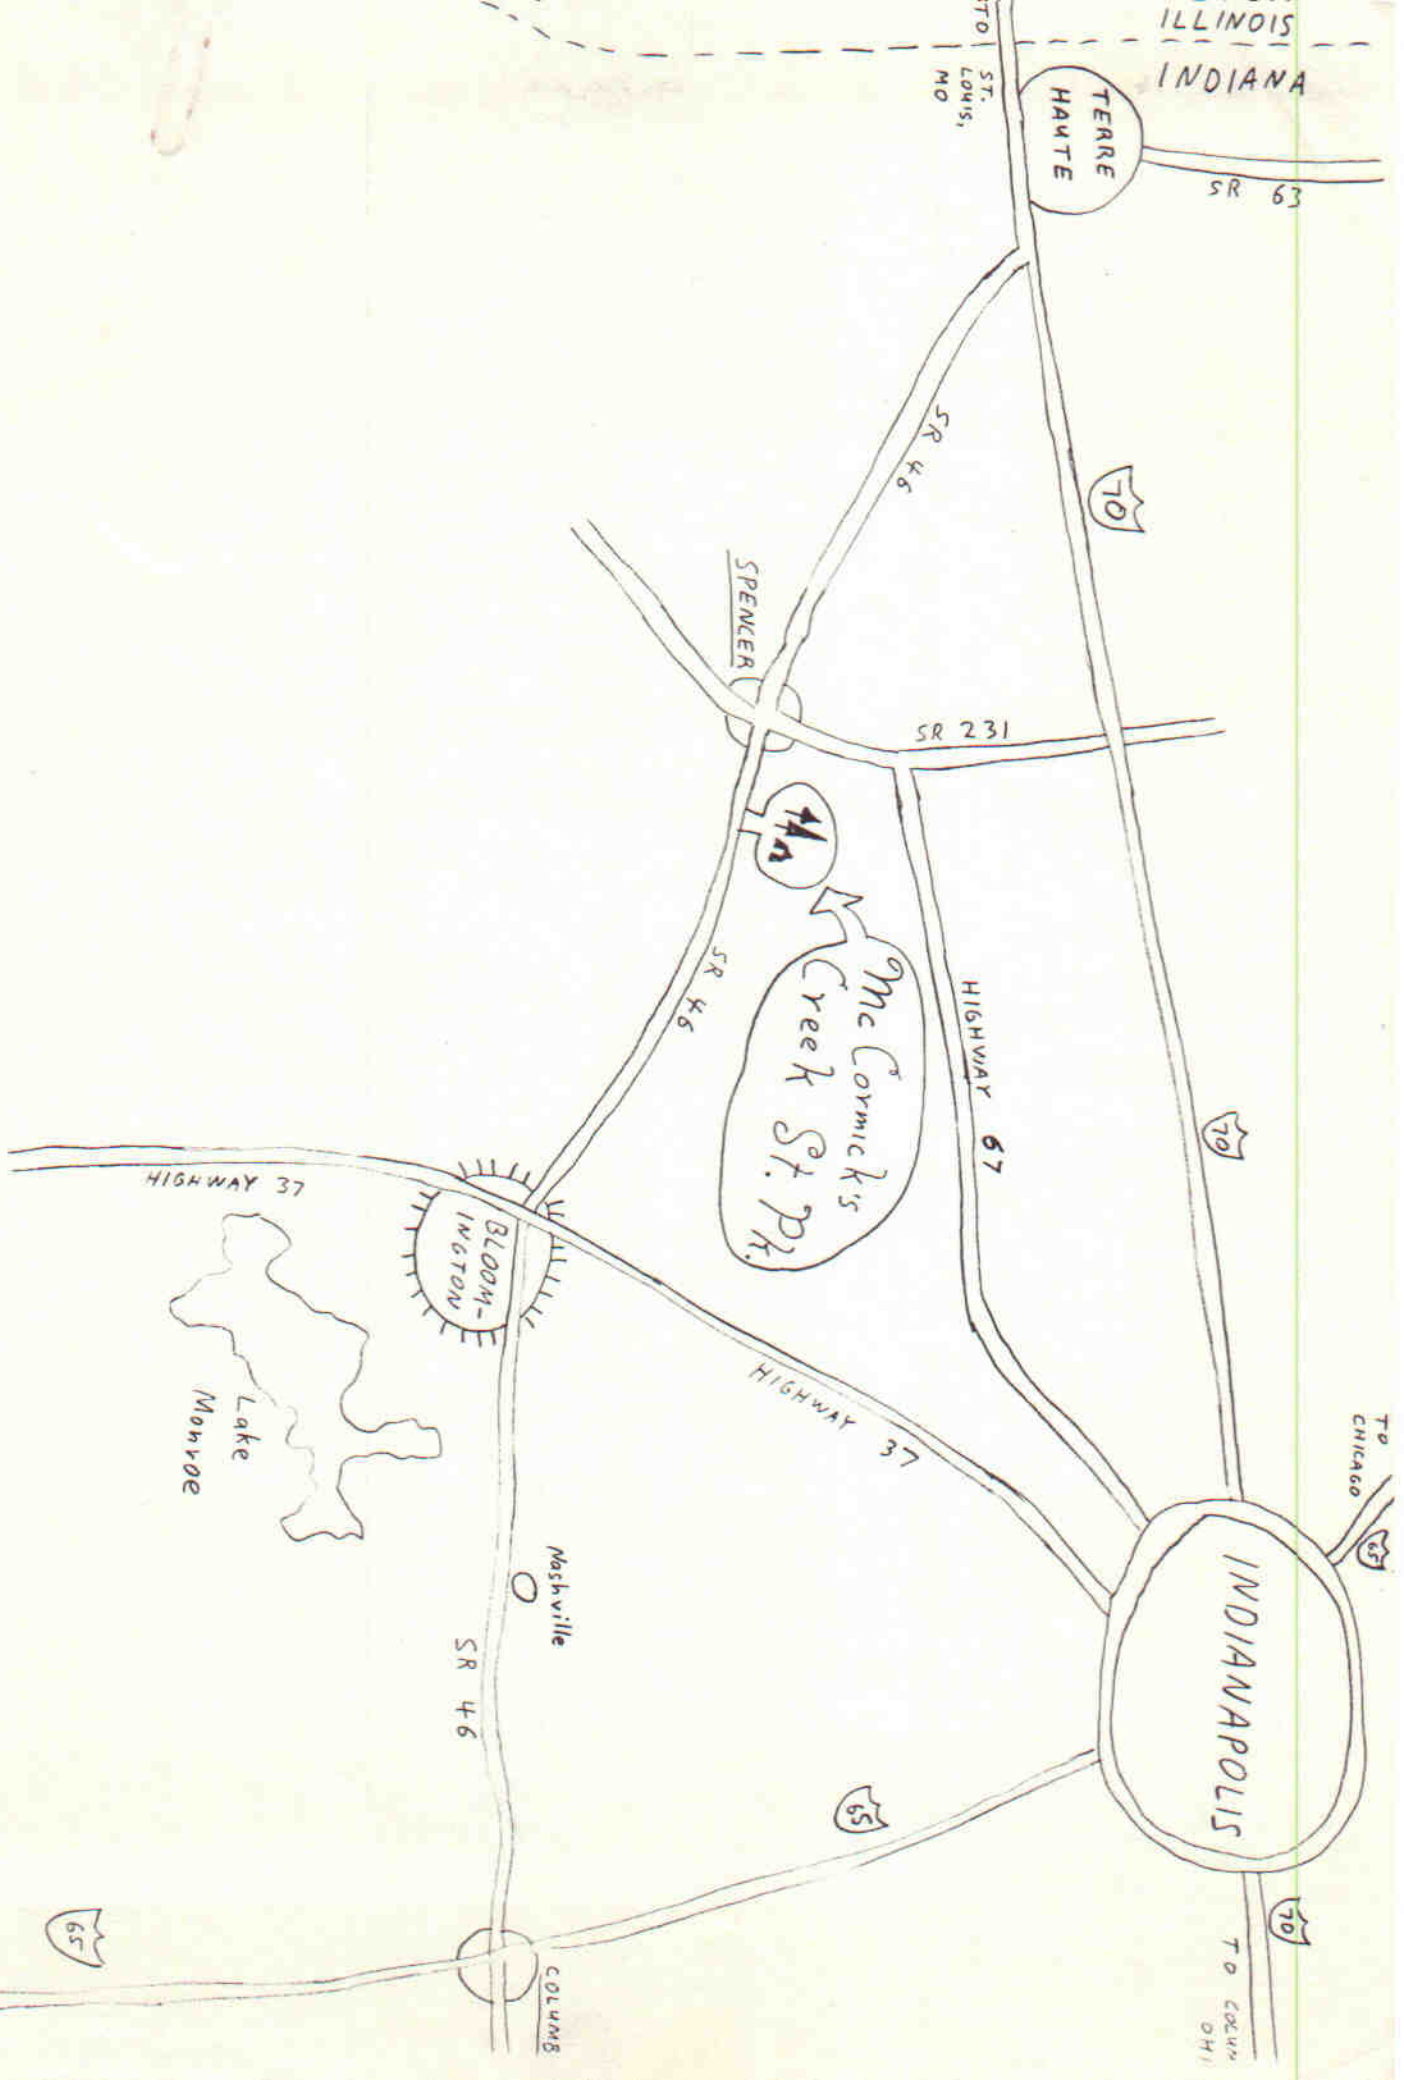 ILLINOIS
INDIANA
TO
ST.
LOUIS,
MO
TERRE
HAUTE
SR 63
SR 46
70
SPENCER
SR 231
McCormick's
Creek St. Pk.
SR 46
HIGHWAY 67
70
HIGHWAY 37
BLOOM-
INGTON
Lake
Monroe
HIGHWAY 37
TO
CHICAGO
65
INDIANAPOLIS
Nashville
SR 46
65
70
TO COLUM
OHI
COLUMB
65